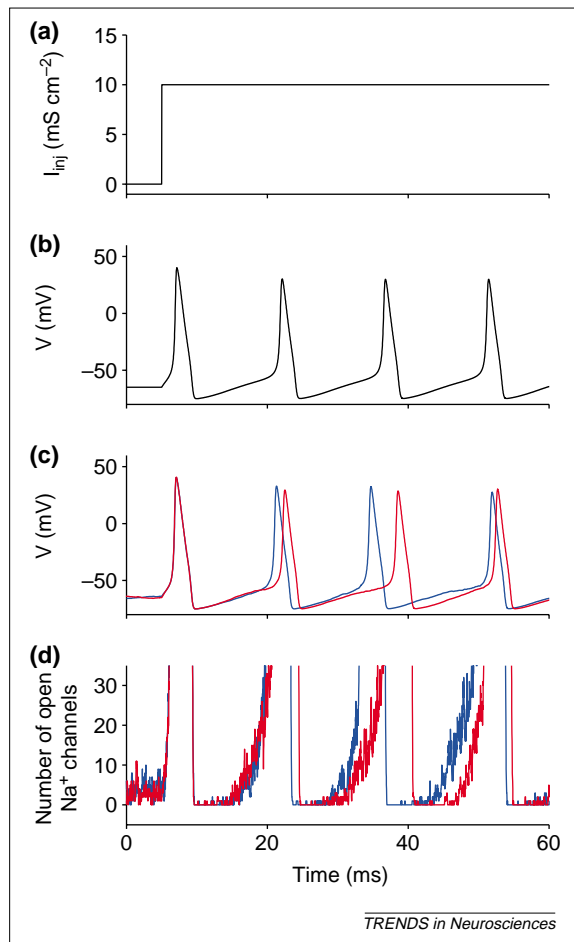 (a)
15
10
5
0
I_inj (mS cm⁻²)
(b)
50
0
−50
V (mV)
(c)
50
0
−50
V (mV)
(d)
30
20
10
0
Number of open
Na⁺ channels
0 20 40 60
Time (ms)
TRENDS in Neurosciences